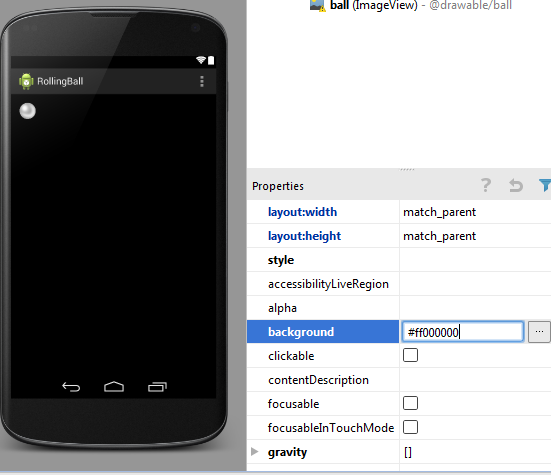 ball (ImageView) - @drawable/ball
RollingBall
Properties
?
layout:width match_parent
layout:height match_parent
style
accessibilityLiveRegion
alpha
background #ff000000 ...
clickable
contentDescription
focusable
focusableInTouchMode
gravity []